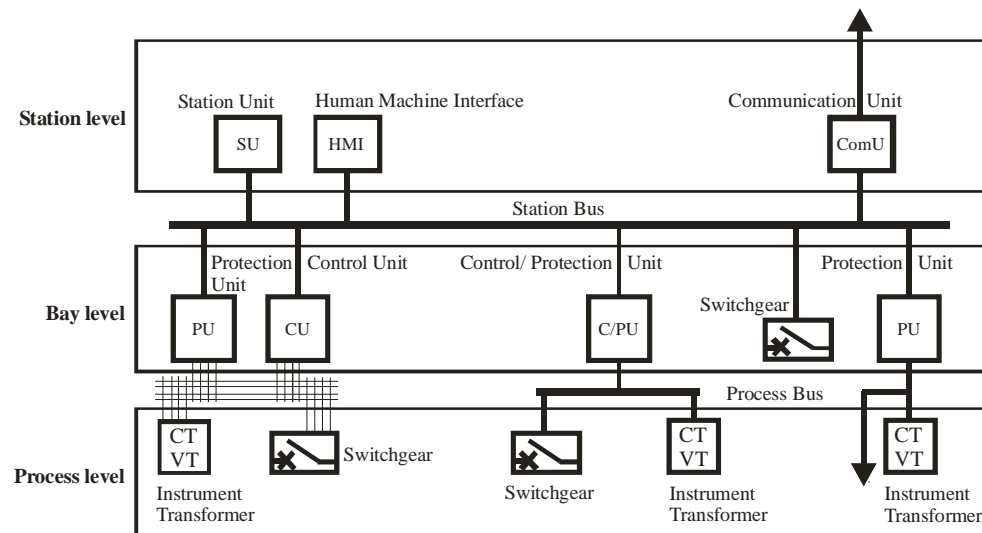 Station level
Station Unit
SU
Human Machine Interface
HMI
Communication Unit
ComU
Station Bus
Bay level
Protection
Unit
PU
Control Unit
CU
Control/ Protection Unit
C/PU
Switchgear
Protection Unit
PU
Process Bus
Process level
CT
VT
Instrument
Transformer
Switchgear
Switchgear
CT
VT
Instrument
Transformer
CT
VT
Instrument
Transformer